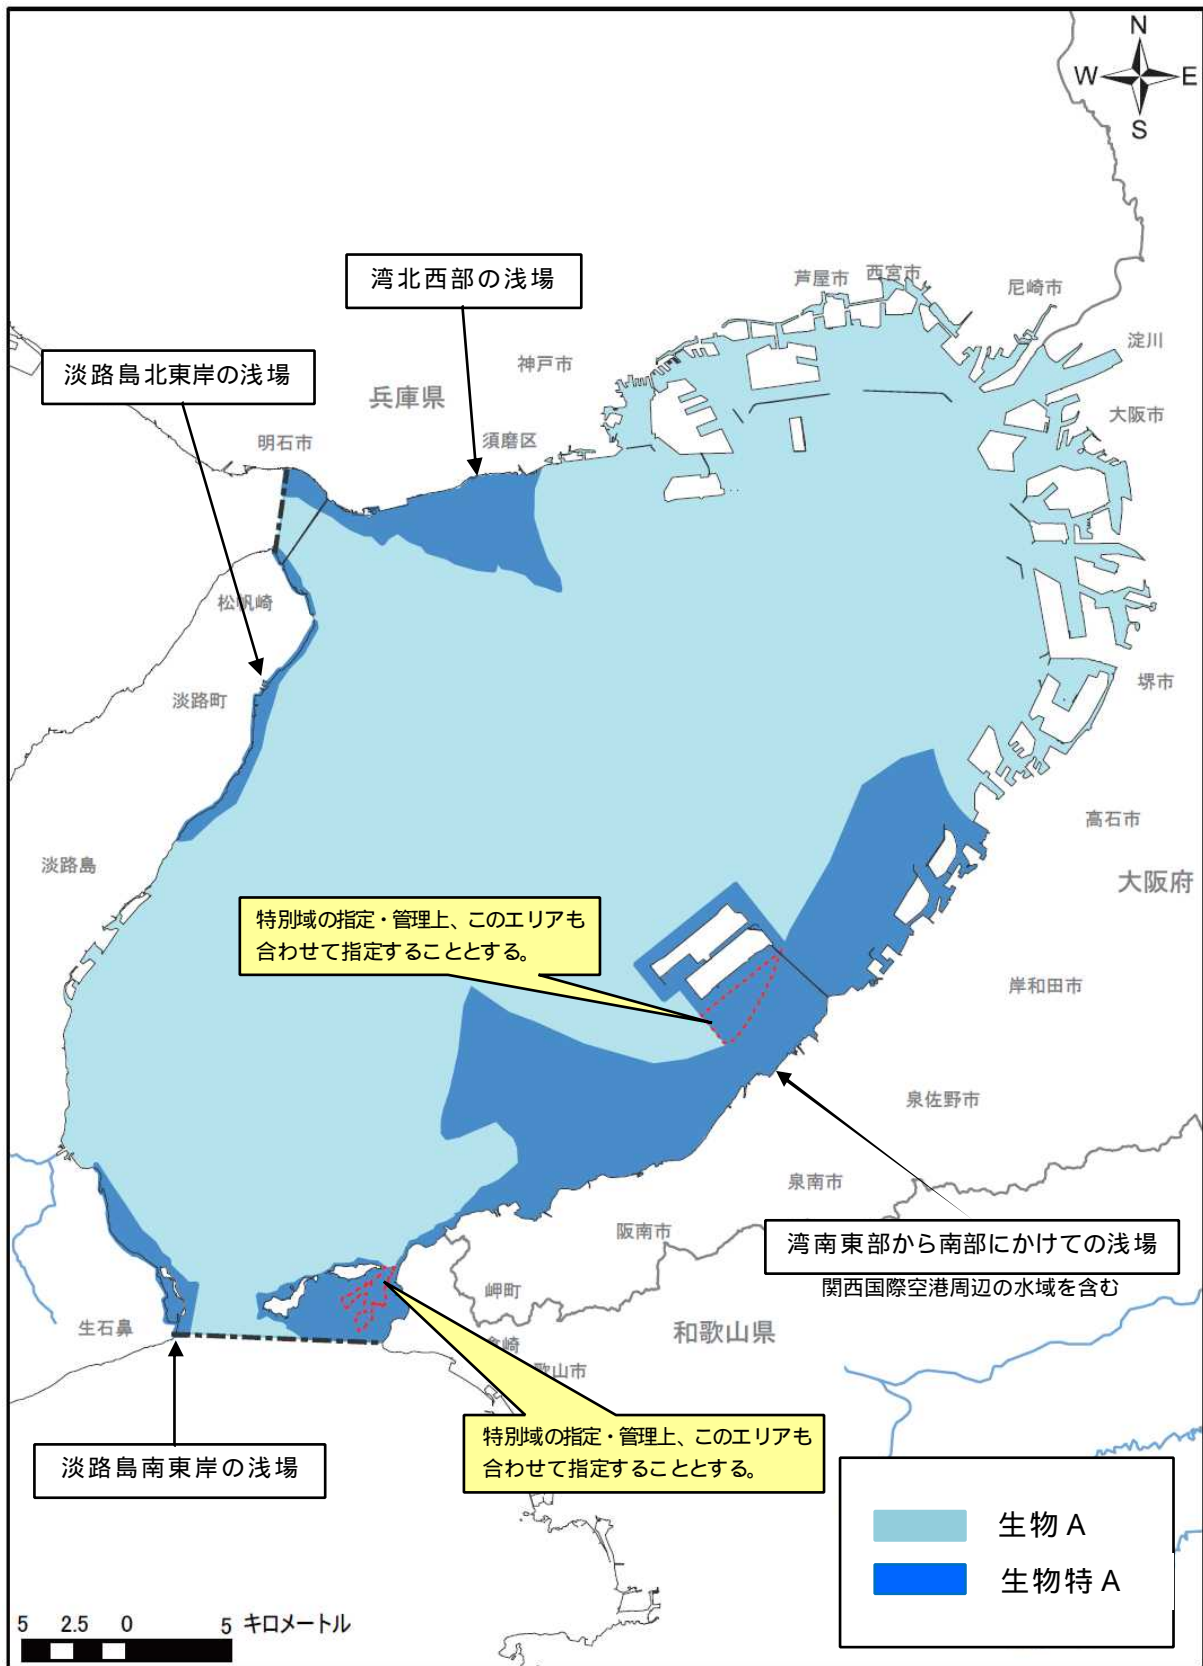 N
W
E
S
湾北西部の浅場
芦屋市
西宮市
尼崎市
淀川
神戸市
淡路島北東岸の浅場
兵庫県
大阪市
明石市
須磨区
松帆崎
堺市
淡路町
高石市
淡路島
大阪府
特別域の指定・管理上、このエリアも
合わせて指定することとする。
岸和田市
泉佐野市
泉南市
阪南市
湾南東部から南部にかけての浅場
関西国際空港周辺の水域を含む
岬町
生石鼻
和歌山県
崎
歌山市
特別域の指定・管理上、このエリアも
合わせて指定することとする。
淡路島南東岸の浅場
生物A
生物特A
5 2.5 0 5 キロメートル